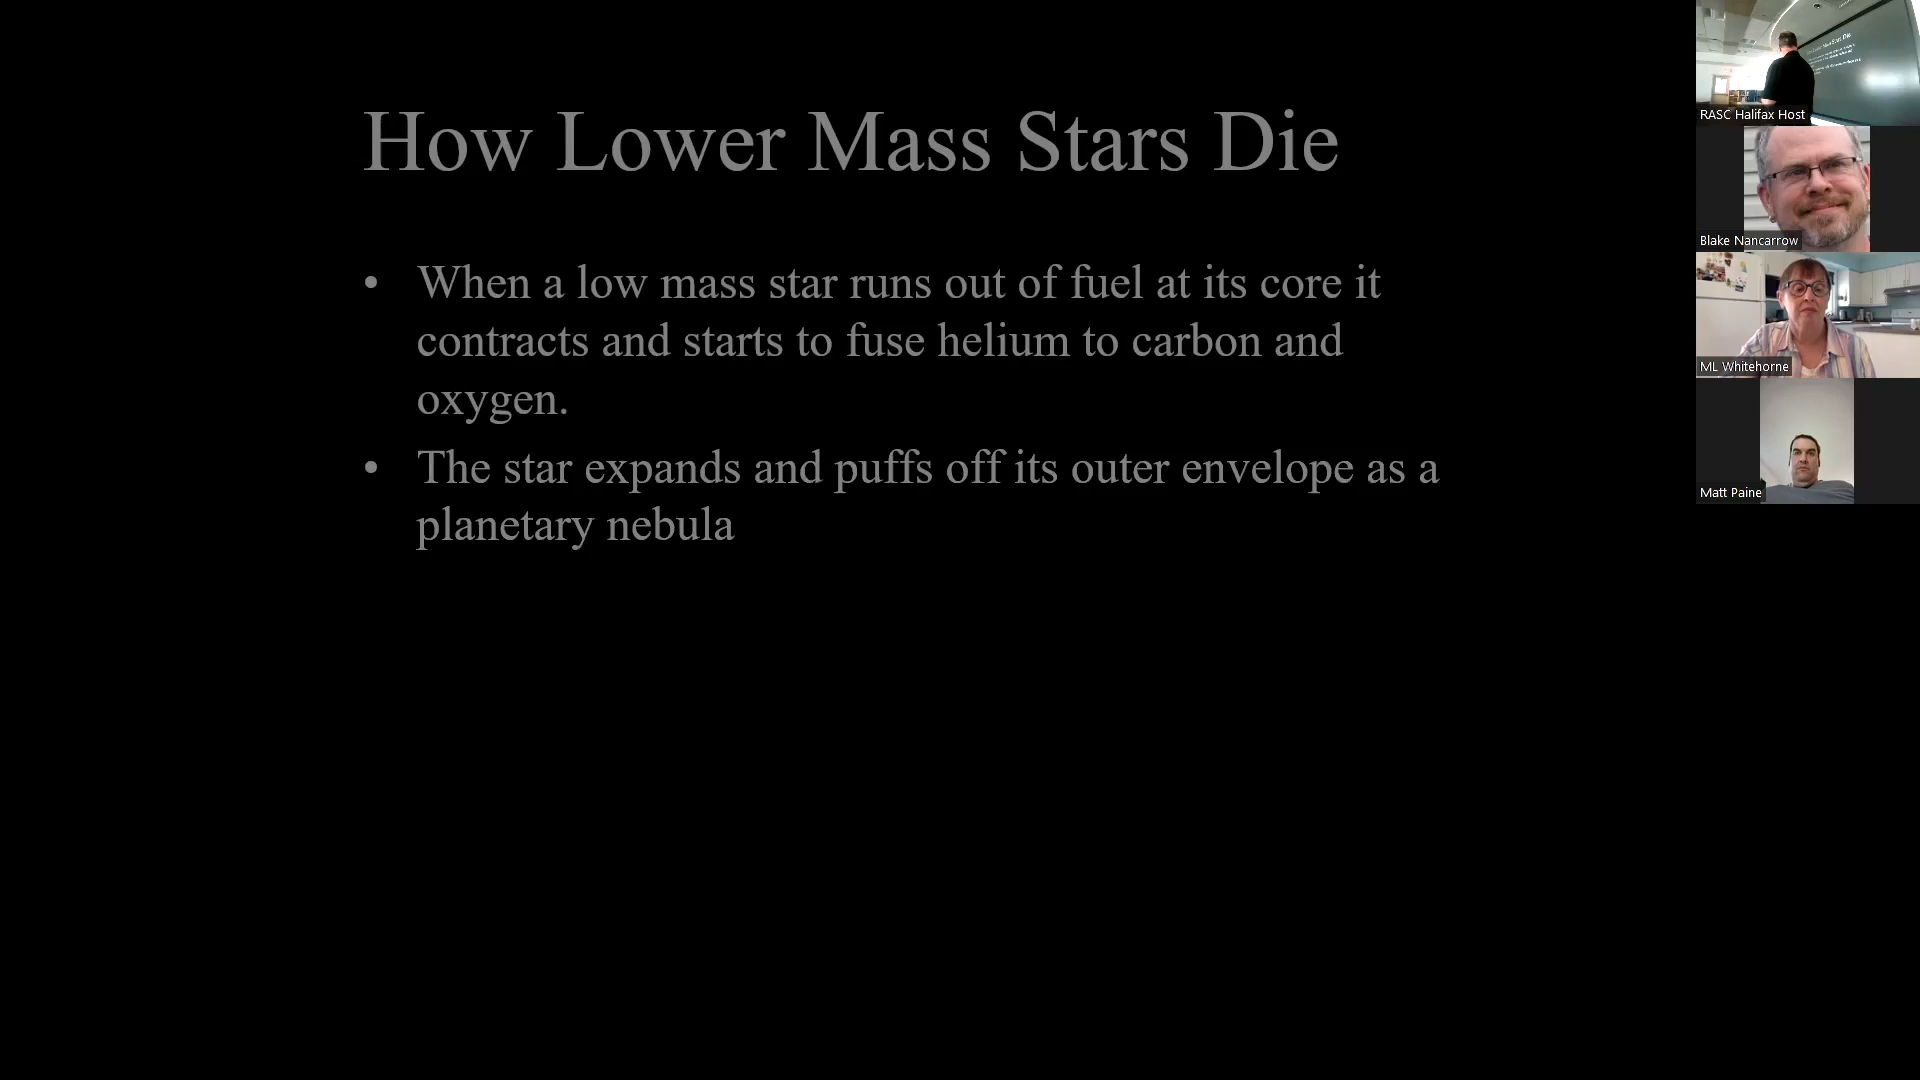 How Lower Mass Stars Die
• When a low mass star runs out of fuel at its core it
contracts and starts to fuse helium to carbon and
oxygen.
• The star expands and puffs off its outer envelope as a
planetary nebula
RASC Halifax Host
Blake Nancarrow
ML Whitehorne
Matt Paine